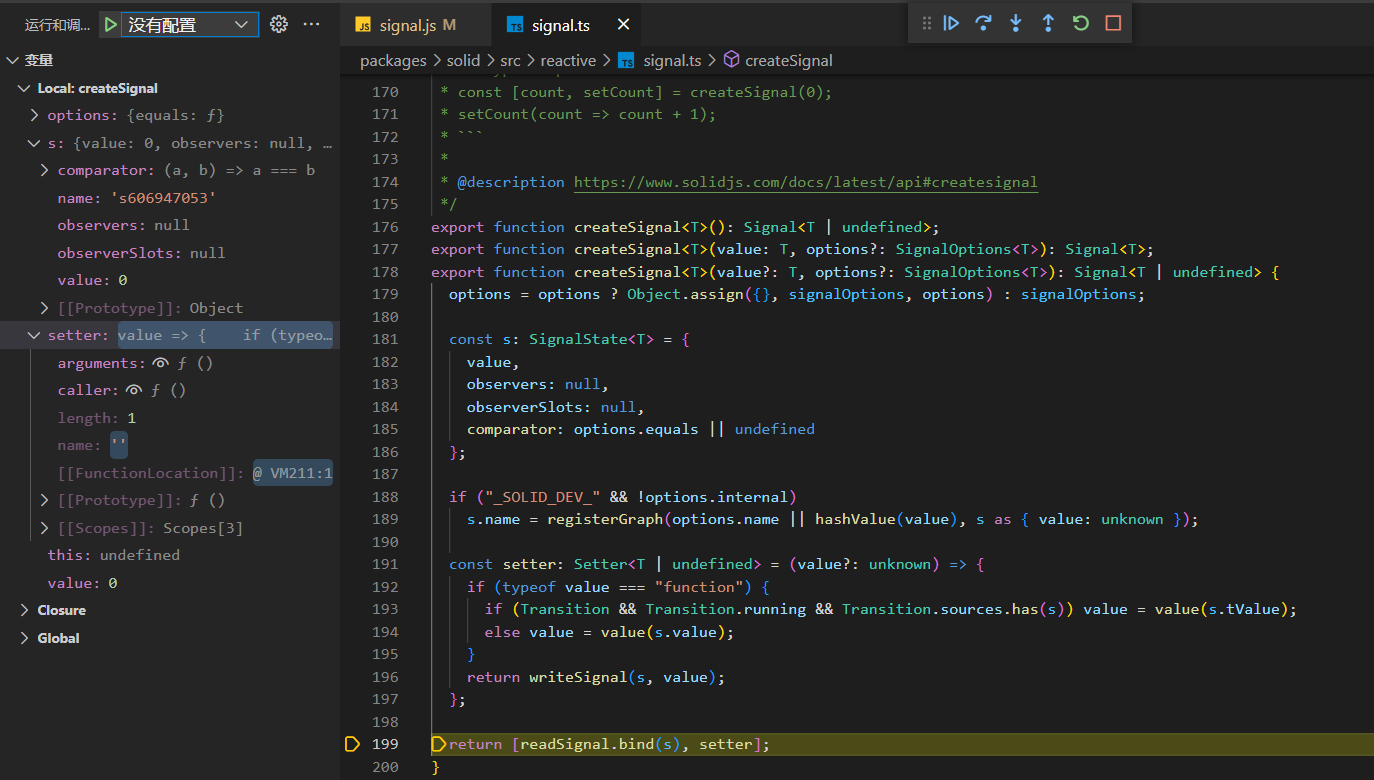 运行和调...
没有配置
signal.js M
signal.ts
变量
packages > solid > src > reactive > signal.ts > createSignal
Local: createSignal
options: {equals: ƒ}
s: {value: 0, observers: null, …
comparator: (a, b) => a === b
name: 's606947053'
observers: null
observerSlots: null
value: 0
[[Prototype]]: Object
setter: value => { if (typeo…
arguments: ƒ ()
caller: ƒ ()
length: 1
name: ''
[[FunctionLocation]]: @ VM211:1
[[Prototype]]: ƒ ()
[[Scopes]]: Scopes[3]
this: undefined
value: 0
Closure
Global
170 * const [count, setCount] = createSignal(0);
171 * setCount(count => count + 1);
172 * ```
173 *
174 * @description https://www.solidjs.com/docs/latest/api#createsignal
175 */
176 export function createSignal<T>(): Signal<T | undefined>;
177 export function createSignal<T>(value: T, options?: SignalOptions<T>): Signal<T>;
178 export function createSignal<T>(value?: T, options?: SignalOptions<T>): Signal<T | undefined> {
179 options = options ? Object.assign({}, signalOptions, options) : signalOptions;
180
181 const s: SignalState<T> = {
182 value,
183 observers: null,
184 observerSlots: null,
185 comparator: options.equals || undefined
186 };
187
188 if ("_SOLID_DEV_" && !options.internal)
189 s.name = registerGraph(options.name || hashValue(value), s as { value: unknown });
190
191 const setter: Setter<T | undefined> = (value?: unknown) => {
192 if (typeof value === "function") {
193 if (Transition && Transition.running && Transition.sources.has(s)) value = value(s.tValue);
194 else value = value(s.value);
195 }
196 return writeSignal(s, value);
197 };
198
199 return [readSignal.bind(s), setter];
200 }